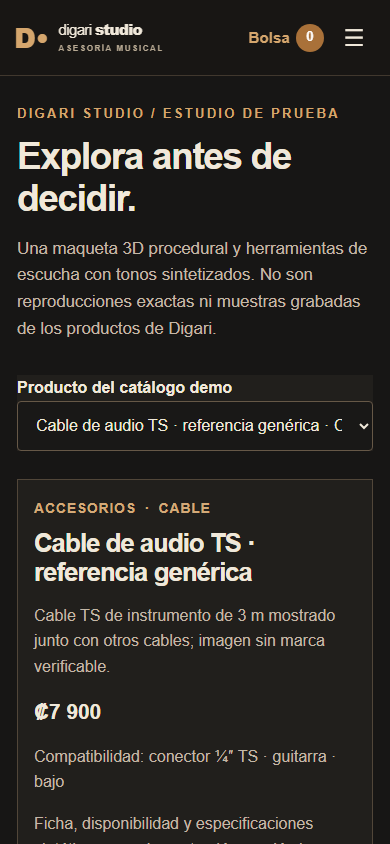 D•
digari studio
ASESORÍA MUSICAL
Bolsa 0
DIGARI STUDIO / ESTUDIO DE PRUEBA
Explora antes de
decidir.
Una maqueta 3D procedural y herramientas de
escucha con tonos sintetizados. No son
reproducciones exactas ni muestras grabadas
de los productos de Digari.
Producto del catálogo demo
Cable de audio TS · referencia genérica · C
ACCESORIOS · CABLE
Cable de audio TS ·
referencia genérica
Cable TS de instrumento de 3 m mostrado
junto con otros cables; imagen sin marca
verificable.
₡7 900
Compatibilidad: conector ¼″ TS · guitarra ·
bajo
Ficha, disponibilidad y especificaciones